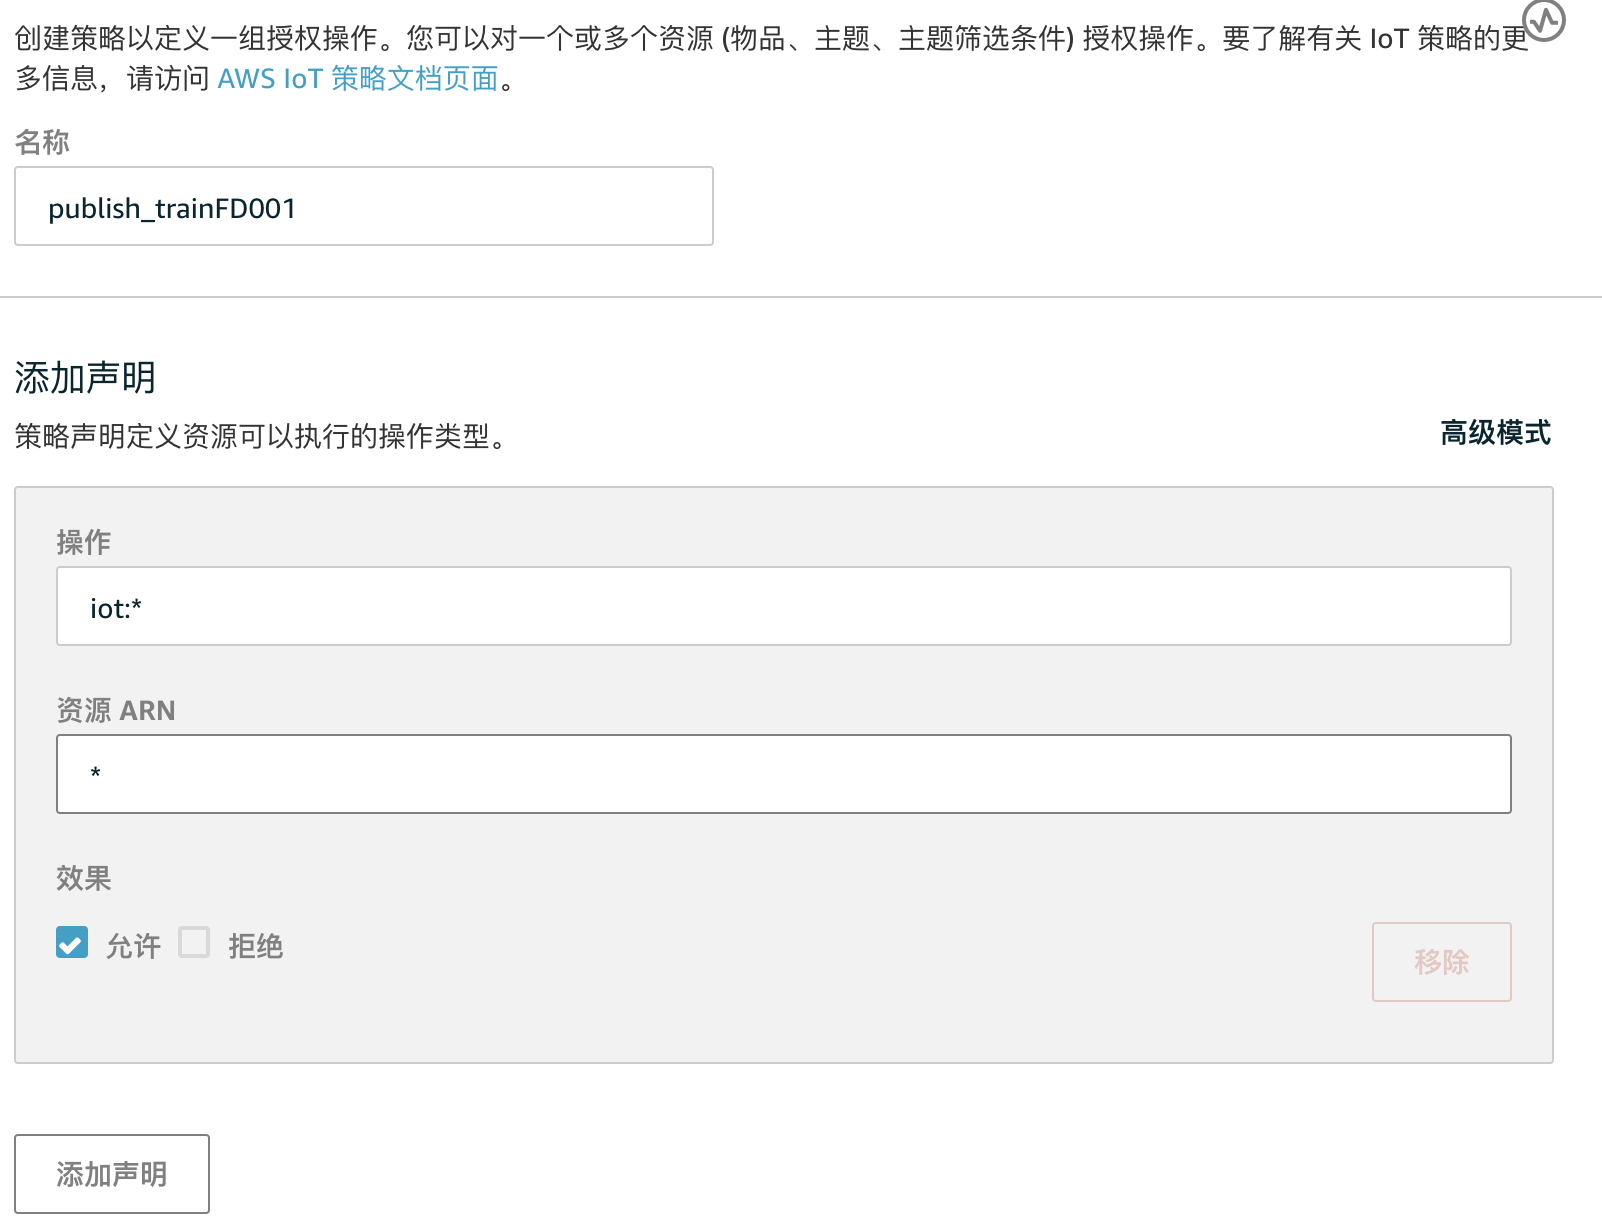 创建策略以定义一组授权操作。您可以对一个或多个资源 (物品、主题、主题筛选条件) 授权操作。要了解有关 IoT 策略的更
多信息，请访问 AWS IoT 策略文档页面。
名称
publish_trainFD001
添加声明
策略声明定义资源可以执行的操作类型。
高级模式
操作
iot:*
资源 ARN
*
效果
允许 拒绝
移除
添加声明